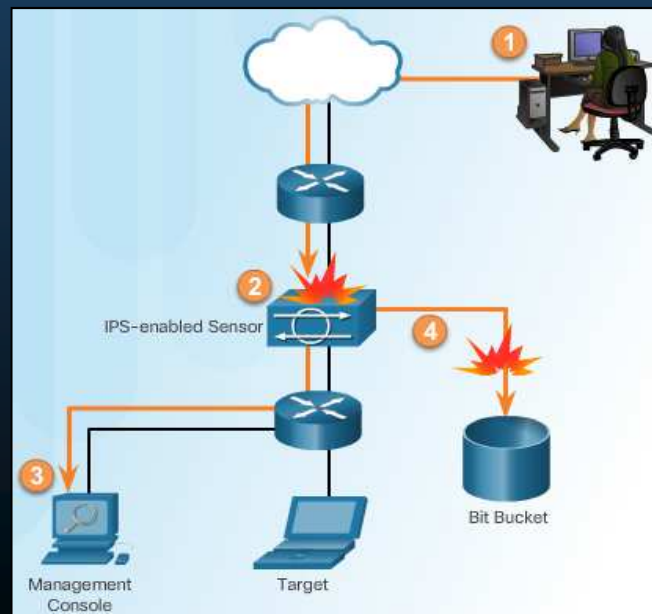 1
2
IPS-enabled Sensor
4
3
Bit Bucket
Management
Console
Target